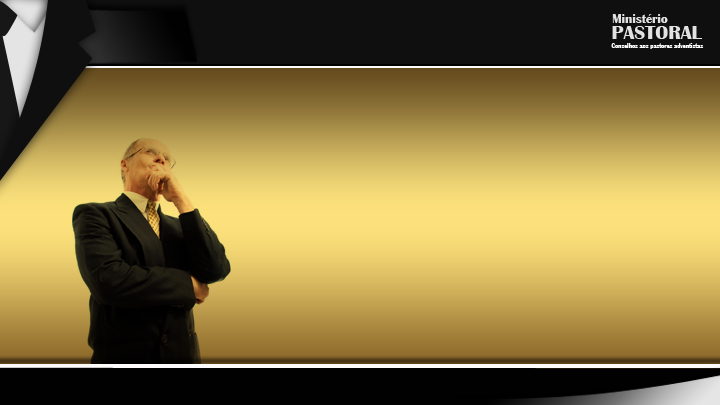 Ministério
PASTORAL
Conselhos aos pastores adventistas